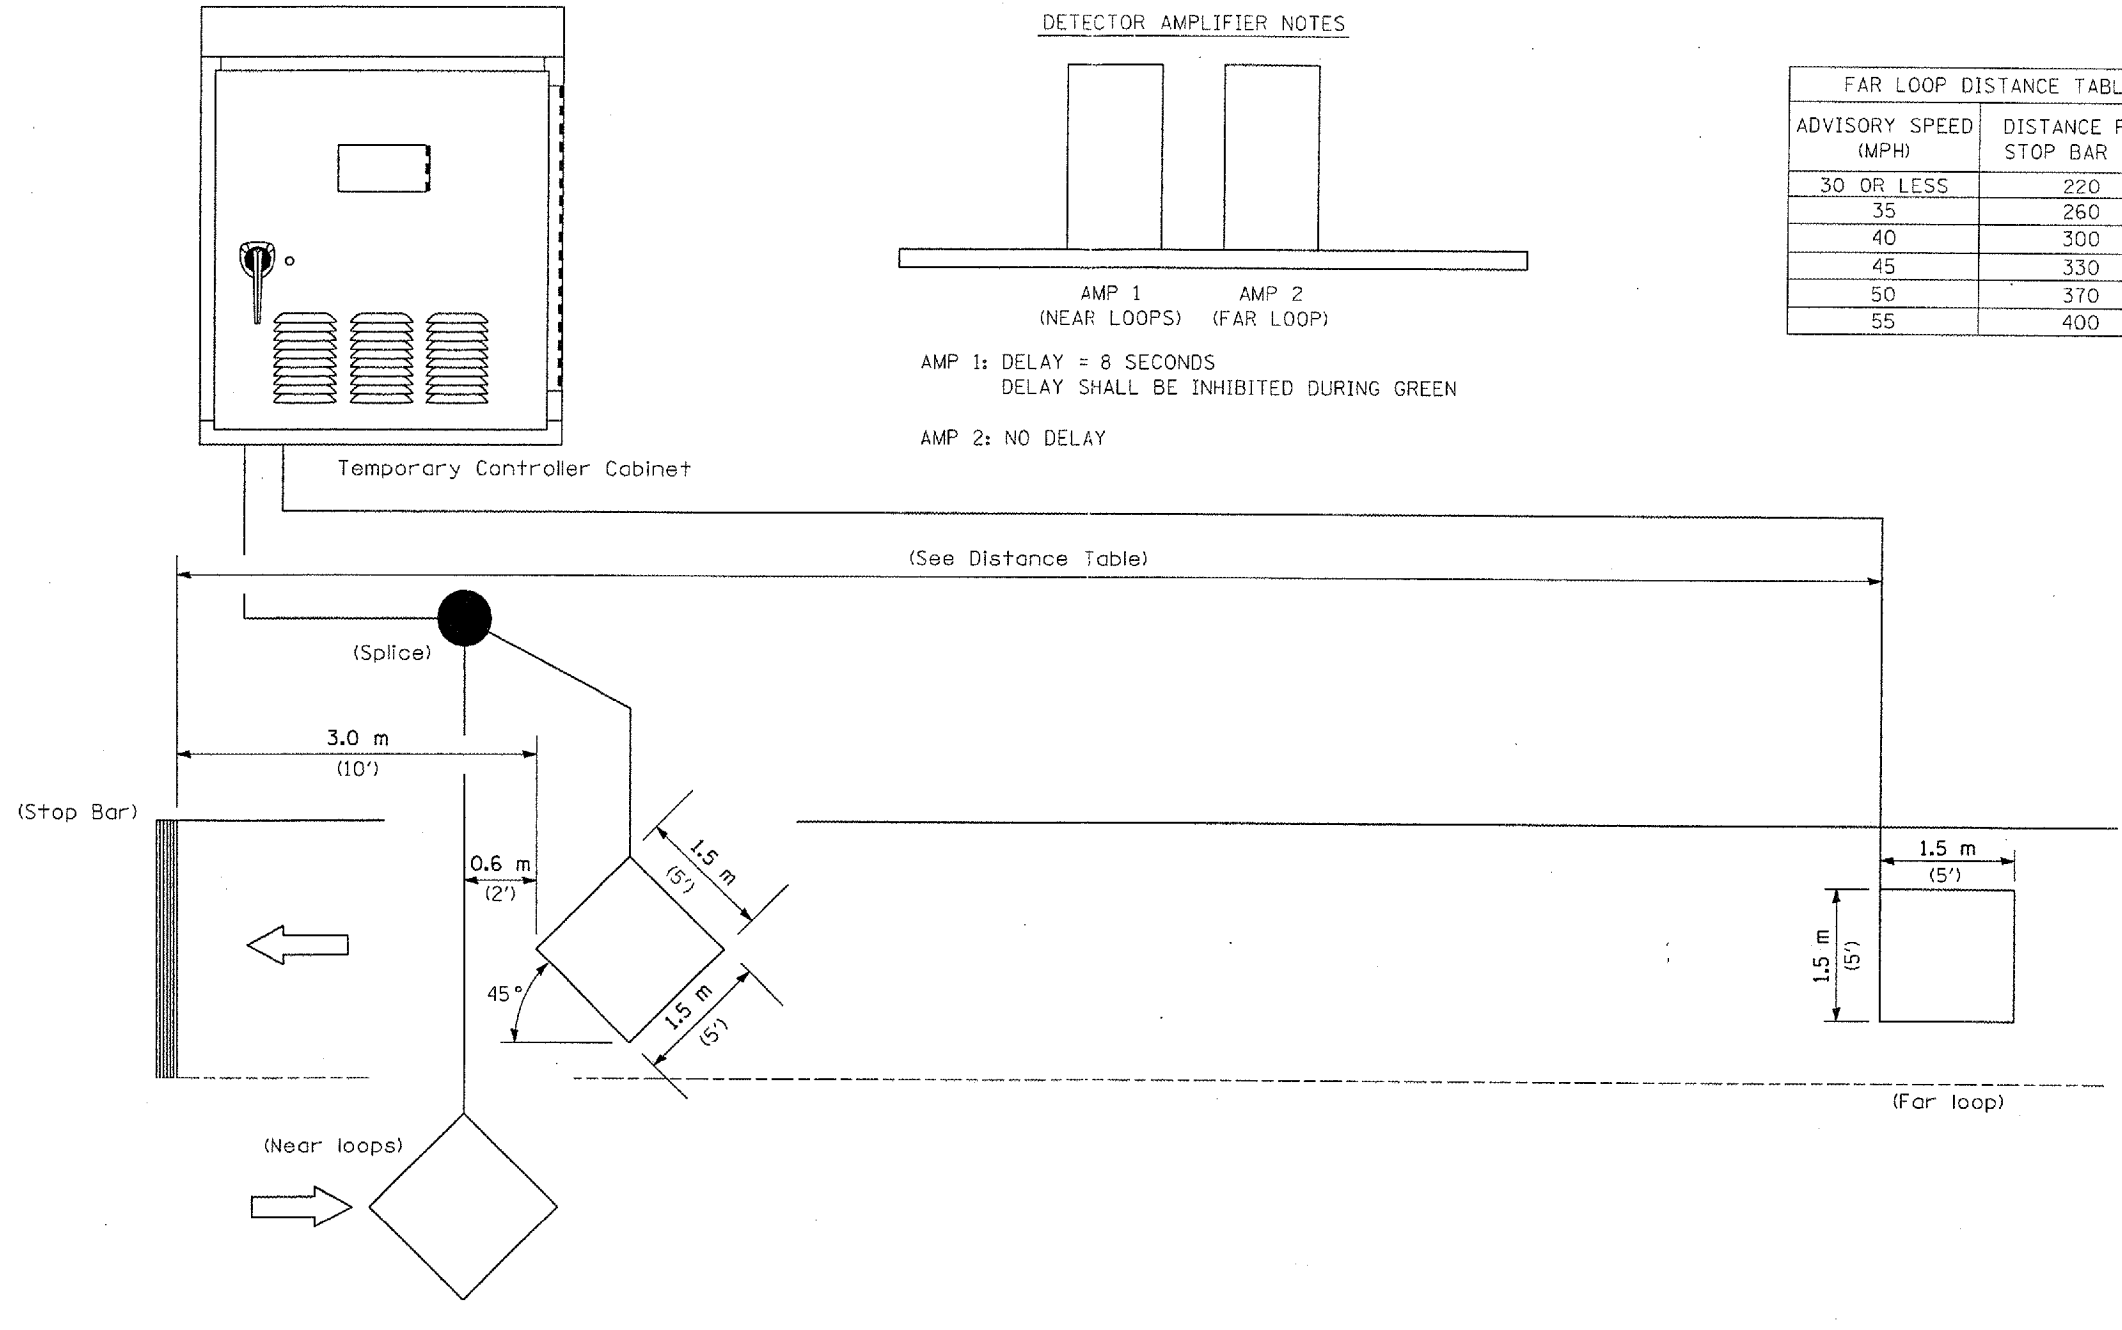 DETECTOR AMPLIFIER NOTES
AMP 1
(NEAR LOOPS)
AMP 2
(FAR LOOP)
AMP 1: DELAY = 8 SECONDS
DELAY SHALL BE INHIBITED DURING GREEN
AMP 2: NO DELAY
FAR LOOP DISTANCE
ADVISORY SPEED DISTANCE
(MPH) STOP BAR
30 OR LESS 220
35 260
40 300
45 330
50 370
55 400
Temporary Controller Cabinet
(See Distance Table)
(Splice)
3.0 m
(10')
(Stop Bar)
0.6 m
(2')
1.5 m
(5')
45°
1.5 m
(5')
1.5 m
(5')
1.5 m
(5')
(Far loop)
(Near loops)